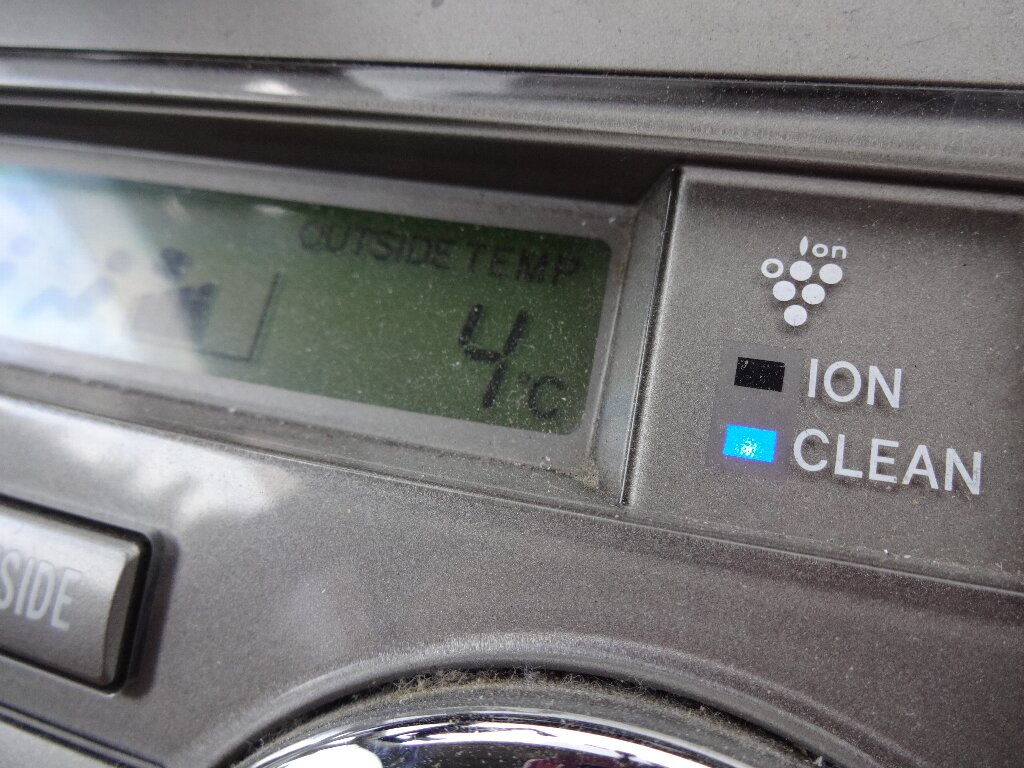 OUTSIDE TEMP
4°C
Ion
ION
CLEAN
SIDE